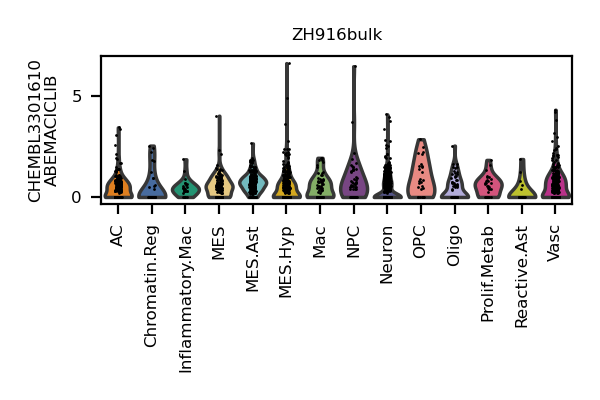 ZH916bulk
CHEMBL3301610
ABEMACICLIB
5
0
AC
Chromatin.Reg
Inflammatory.Mac
MES
MES.Ast
MES.Hyp
Mac
NPC
Neuron
OPC
Oligo
Prolif.Metab
Reactive.Ast
Vasc